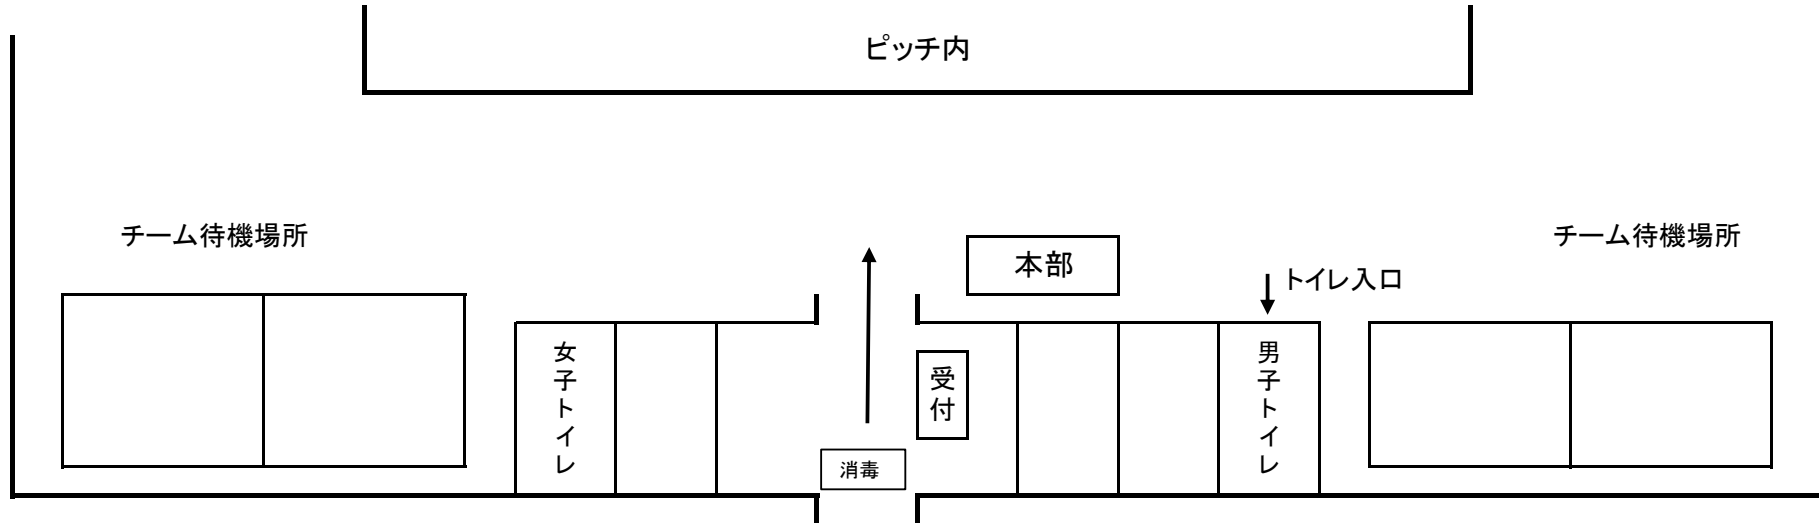 ピッチ内
チーム待機場所
チーム待機場所
本部
トイレ入口
女子トイレ
受付
男子トイレ
消毒